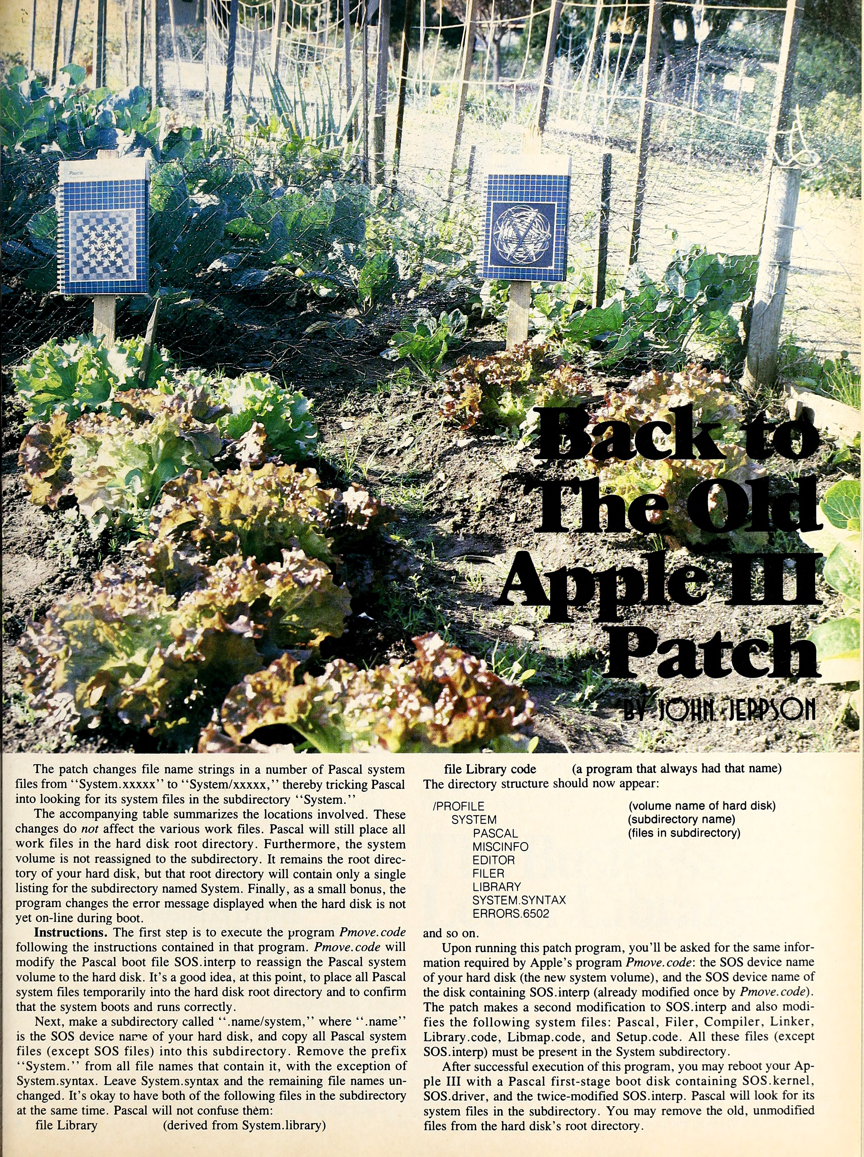 Pascal
Back to
The Old
Apple III
Patch
BY JOHN JEPPSON
The patch changes file name strings in a number of Pascal system
files from “System.xxxxx” to “System/xxxxx,” thereby tricking Pascal
into looking for its system files in the subdirectory “System.”
The accompanying table summarizes the locations involved. These
changes do not affect the various work files. Pascal will still place all
work files in the hard disk root directory. Furthermore, the system
volume is not reassigned to the subdirectory. It remains the root direc-
tory of your hard disk, but that root directory will contain only a single
listing for the subdirectory named System. Finally, as a small bonus, the
program changes the error message displayed when the hard disk is not
yet on-line during boot.
Instructions. The first step is to execute the program Pmove.code
following the instructions contained in that program. Pmove.code will
modify the Pascal boot file SOS.interp to reassign the Pascal system
volume to the hard disk. It’s a good idea, at this point, to place all Pascal
system files temporarily into the hard disk root directory and to confirm
that the system boots and runs correctly.
Next, make a subdirectory called “.name/system,” where “.name”
is the SOS device name of your hard disk, and copy all Pascal system
files (except SOS files) into this subdirectory. Remove the prefix
“System.” from all file names that contain it, with the exception of
System.syntax. Leave System.syntax and the remaining file names un-
changed. It’s okay to have both of the following files in the subdirectory
at the same time. Pascal will not confuse them:
file Library (derived from System.library)
file Library code (a program that always had that name)
The directory structure should now appear:
/PROFILE (volume name of hard disk)
SYSTEM (subdirectory name)
PASCAL (files in subdirectory)
MISCINFO
EDITOR
FILER
LIBRARY
SYSTEM.SYNTAX
ERRORS.6502
and so on.
Upon running this patch program, you’ll be asked for the same infor-
mation required by Apple’s program Pmove.code: the SOS device name
of your hard disk (the new system volume), and the SOS device name of
the disk containing SOS.interp (already modified once by Pmove.code).
The patch makes a second modification to SOS.interp and also modi-
fies the following system files: Pascal, Filer, Compiler, Linker,
Library.code, Libmap.code, and Setup.code. All these files (except
SOS.interp) must be present in the System subdirectory.
After successful execution of this program, you may reboot your Ap-
ple III with a Pascal first-stage boot disk containing SOS.kernel,
SOS.driver, and the twice-modified SOS.interp. Pascal will look for its
system files in the subdirectory. You may remove the old, unmodified
files from the hard disk’s root directory.